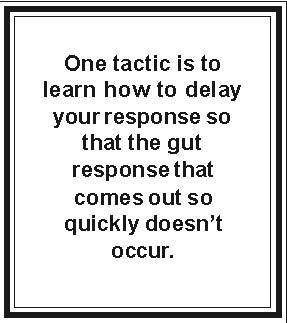 One tactic is to
learn how to delay
your response so
that the gut
response that
comes out so
quickly doesn’t
occur.